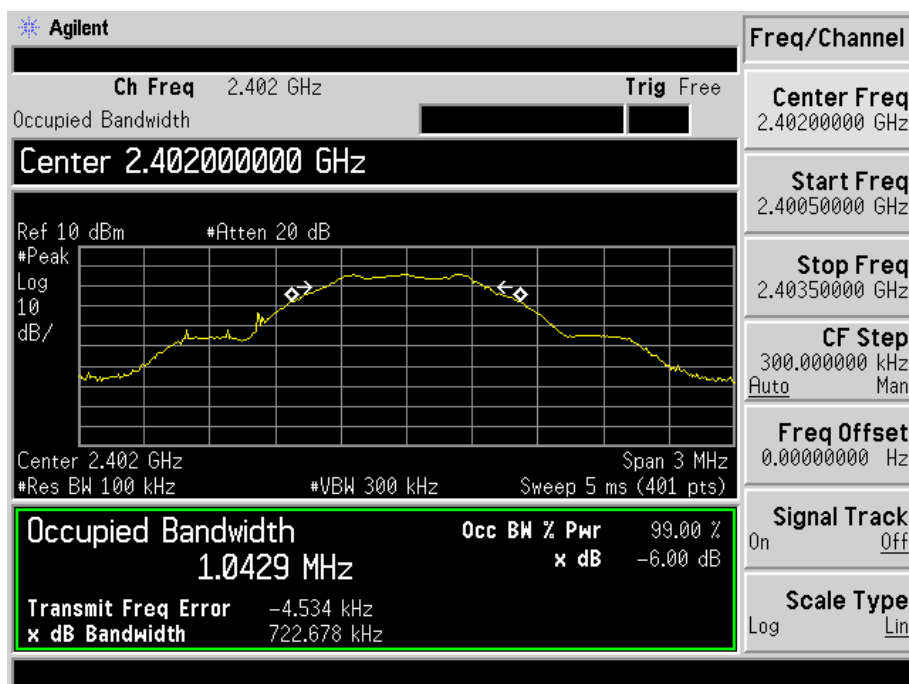 Agilent
Ch Freq 2.402 GHz Trig Free
Occupied Bandwidth
Center 2.402000000 GHz
Ref 10 dBm #Atten 20 dB
#Peak
Log
10
dB/
Center 2.402 GHz Span 3 MHz
#Res BW 100 kHz #VBW 300 kHz Sweep 5 ms (401 pts)
Occupied Bandwidth Occ BW % Pwr 99.00 %
1.0429 MHz x dB -6.00 dB
Transmit Freq Error -4.534 kHz
x dB Bandwidth 722.678 kHz
Freq/Channel
Center Freq
2.40200000 GHz
Start Freq
2.40050000 GHz
Stop Freq
2.40350000 GHz
CF Step
300.000000 kHz
Auto Man
Freq Offset
0.00000000 Hz
Signal Track
On Off
Scale Type
Log Lin